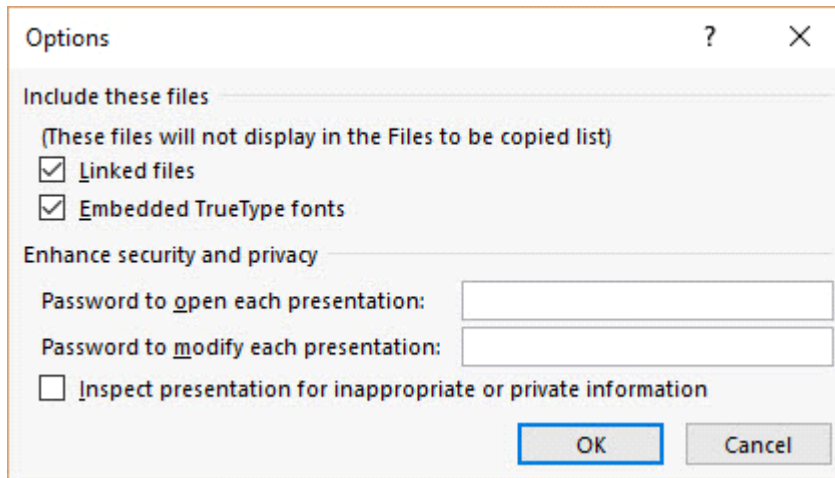 Options
Include these files
(These files will not display in the Files to be copied list)
Linked files
Embedded TrueType fonts
Enhance security and privacy
Password to open each presentation:
Password to modify each presentation:
Inspect presentation for inappropriate or private information
OK Cancel